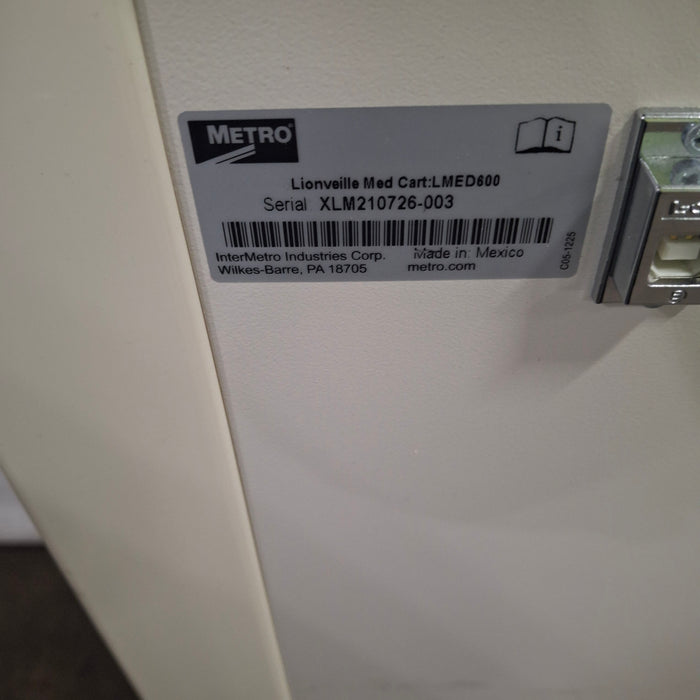 METRO
i
Lionveille Med Cart:LMED600
Serial XLM210726-003
InterMetro Industries Corp. Made in: Mexico
Wilkes-Barre, PA 18705 metro.com
C05-1225